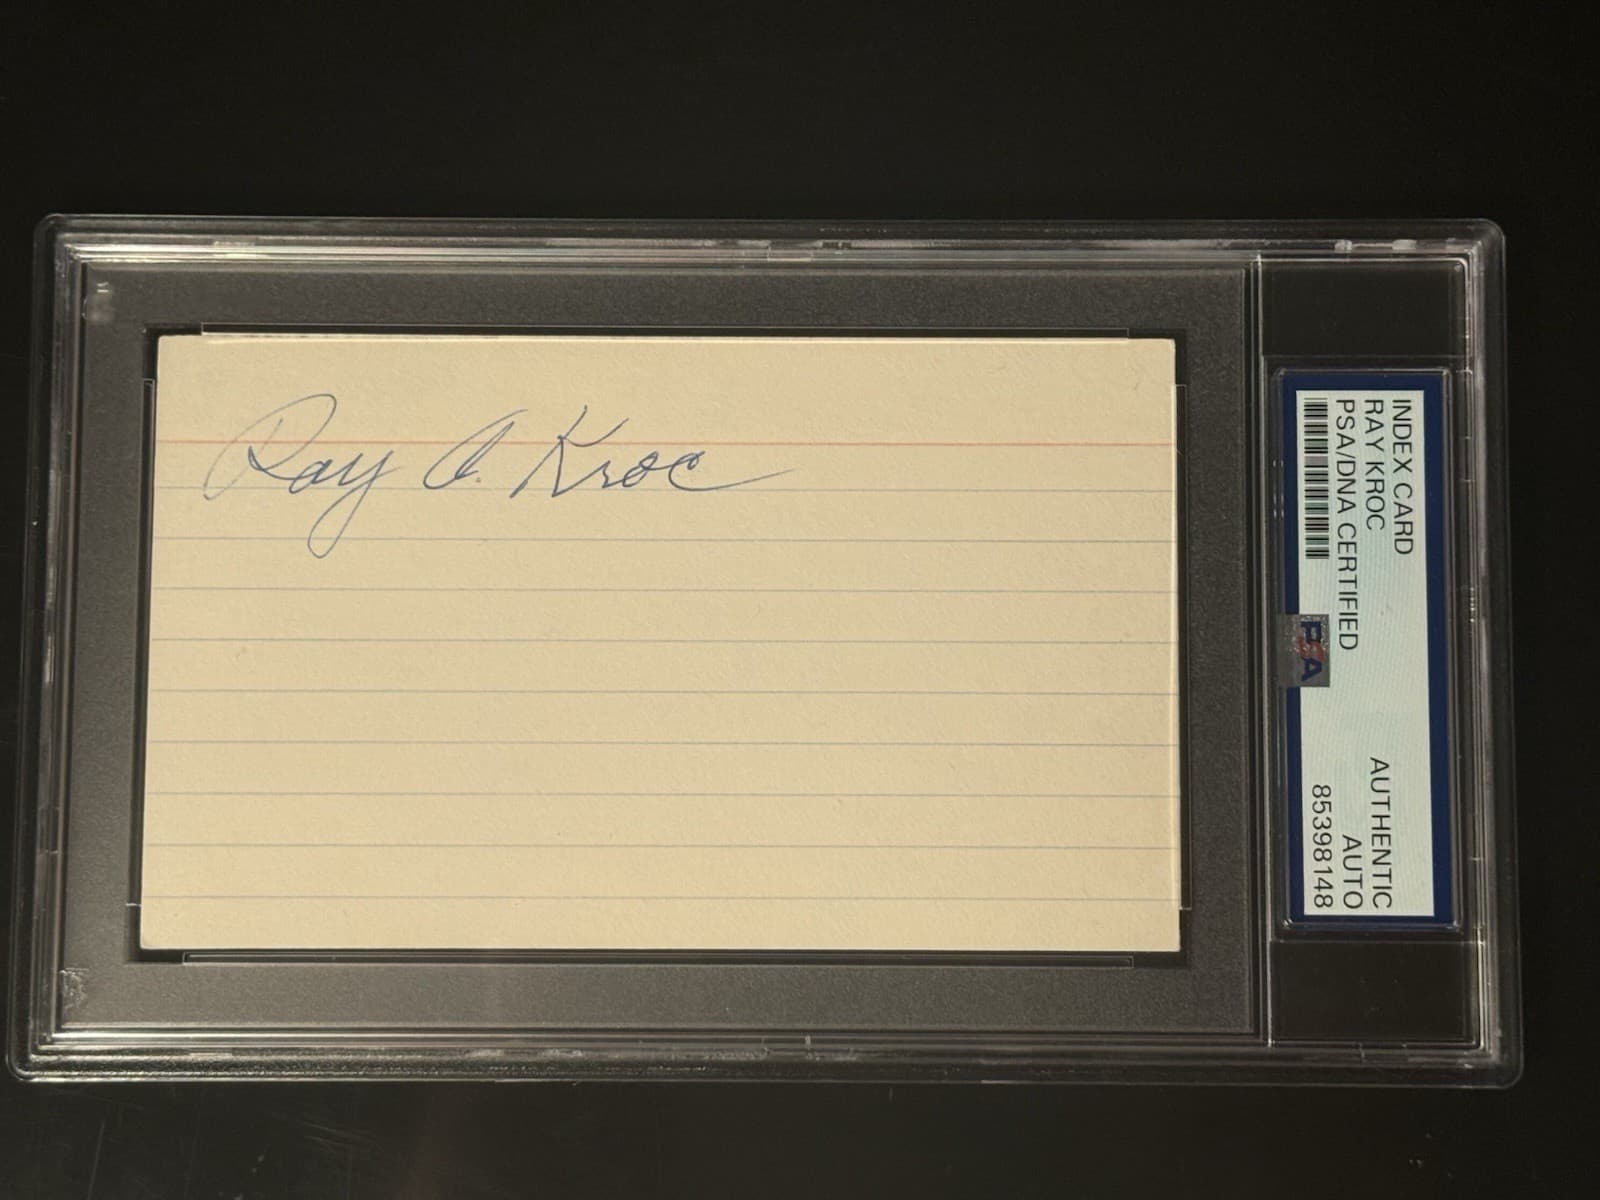 Ray A. Kroc
INDEX CARD
RAY KROC
AUTHENTIC
PSA/DNA CERTIFIED
AUTO
85398148
PSA